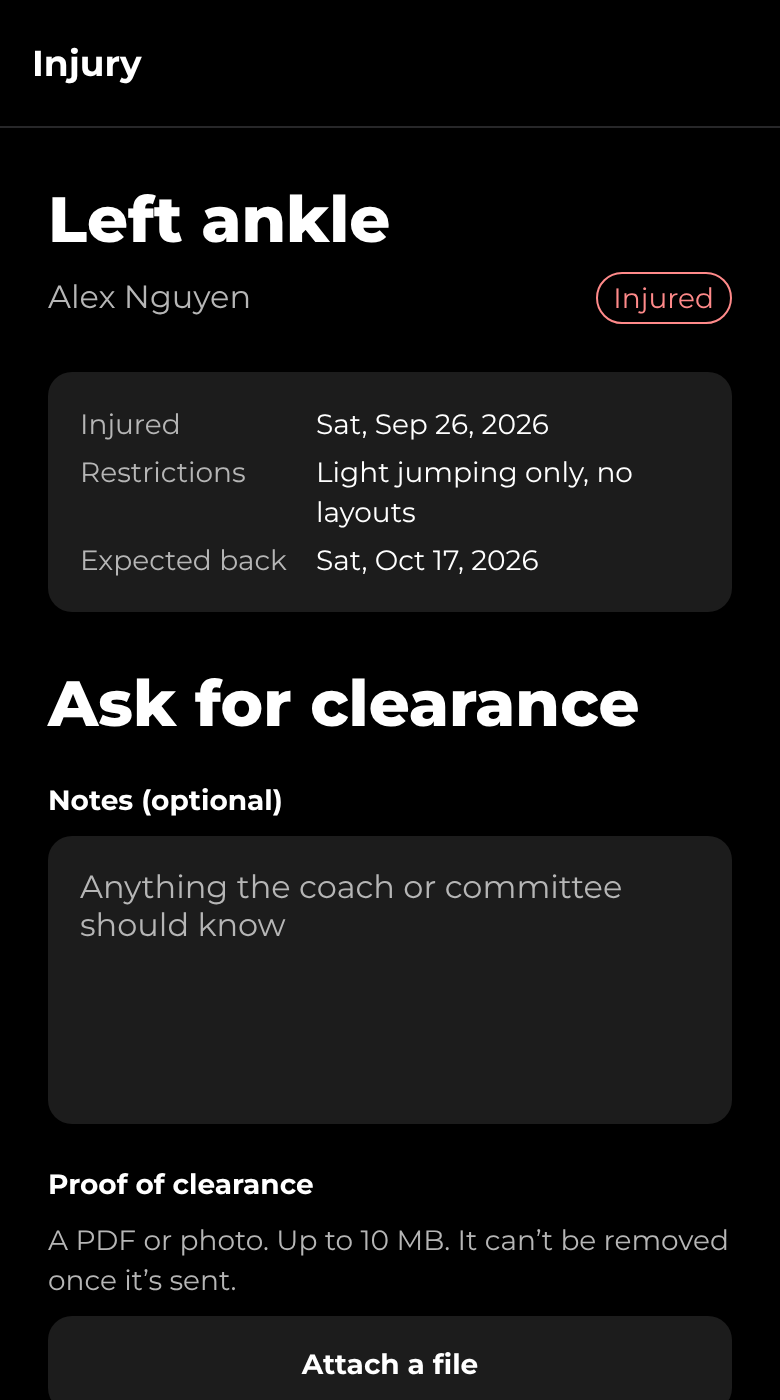 Injury
Left ankle
Alex Nguyen
Injured
Injured Sat, Sep 26, 2026
Restrictions Light jumping only, no
layouts
Expected back Sat, Oct 17, 2026
Ask for clearance
Notes (optional)
Anything the coach or committee
should know
Proof of clearance
A PDF or photo. Up to 10 MB. It can’t be removed
once it’s sent.
Attach a file